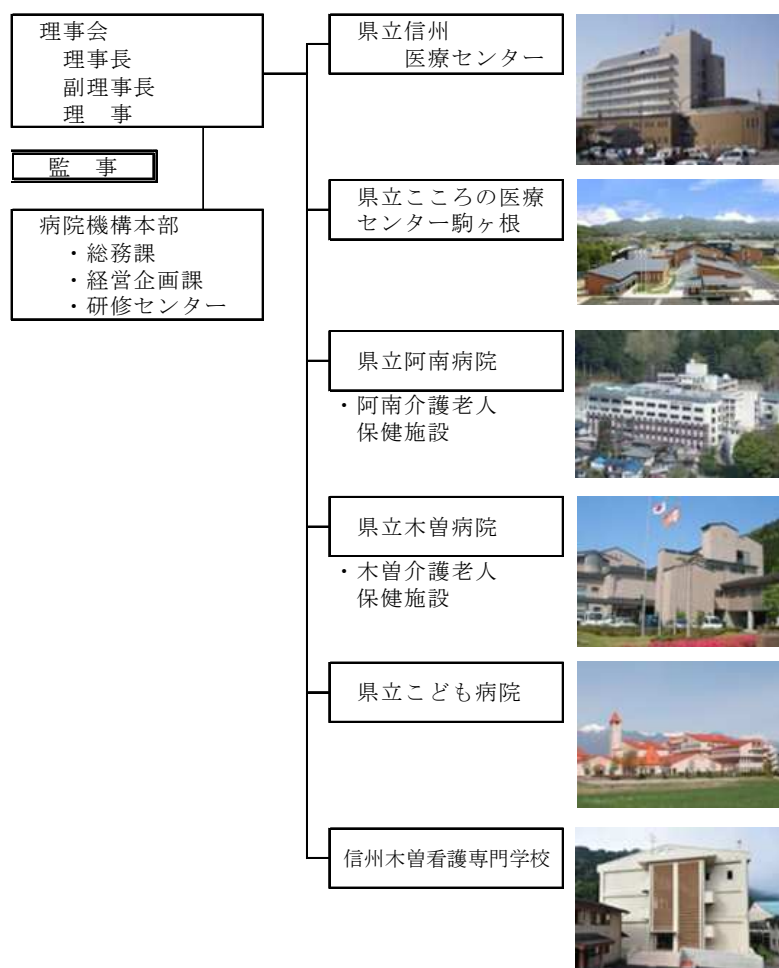 理事会
理事長
副理事長
理　事
監　事
病院機構本部
・総務課
・経営企画課
・研修センター
県立信州
医療センター
県立こころの医療
センター駒ヶ根
県立阿南病院
・阿南介護老人
保健施設
県立木曽病院
・木曽介護老人
保健施設
県立こども病院
信州木曽看護専門学校